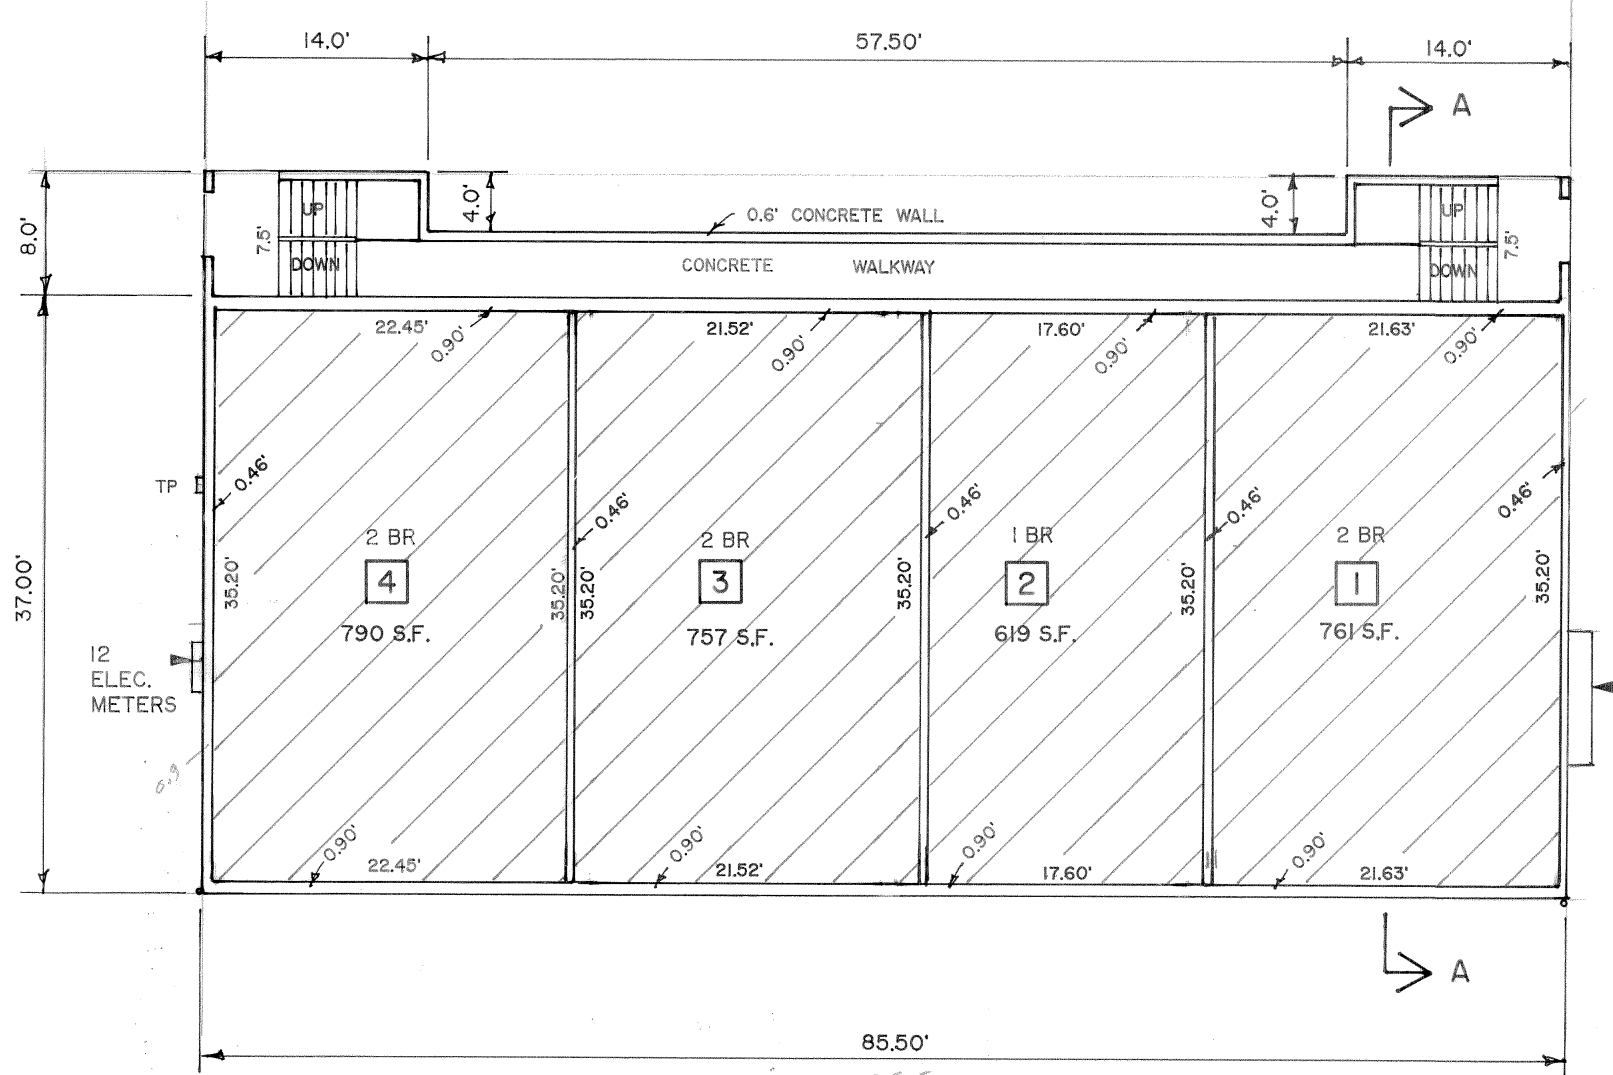 14.0'
57.50'
14.0'
A
8.0'
4.0'
4.0'
UP
UP
7.5'
7.5'
0.6' CONCRETE WALL
DOWN
DOWN
CONCRETE WALKWAY
22.45'
21.52'
17.60'
21.63'
0.90'
0.90'
0.90'
0.90'
TP
0.46'
0.46'
0.46'
0.46'
0.46'
2 BR
2 BR
1 BR
2 BR
37.00'
35.20'
4
35.20'
35.20'
3
35.20'
2
35.20'
1
35.20'
790 S.F.
757 S.F.
619 S.F.
761 S.F.
12
ELEC.
METERS
6.9
0.90'
0.90'
0.90'
0.90'
22.45'
21.52'
17.60'
21.63'
A
85.50'